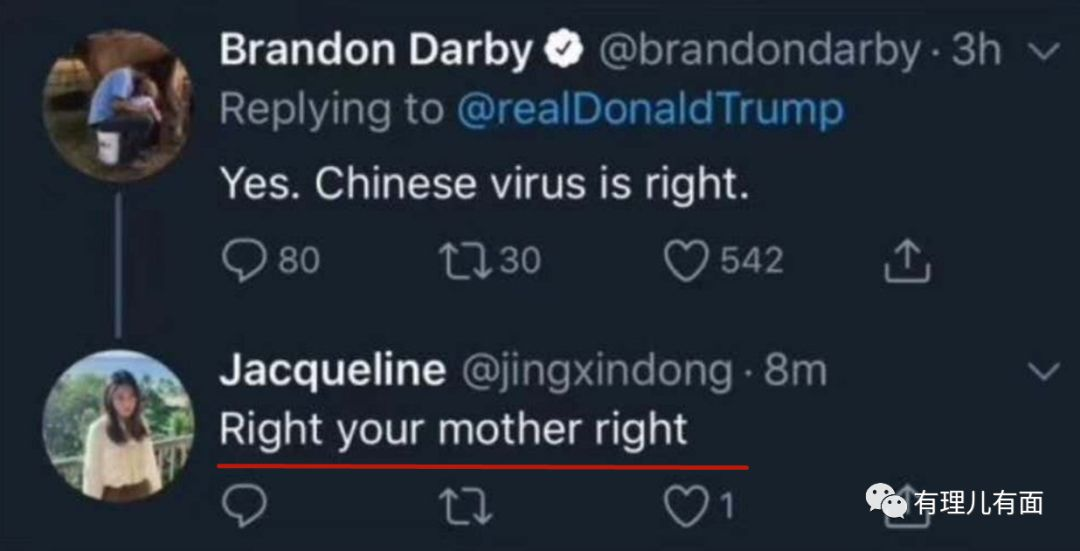 Brandon Darby @brandondarby · 3h
Replying to @realDonaldTrump
Yes. Chinese virus is right.
80 30 542
Jacqueline @jingxindong · 8m
Right your mother right
1
有理儿有面